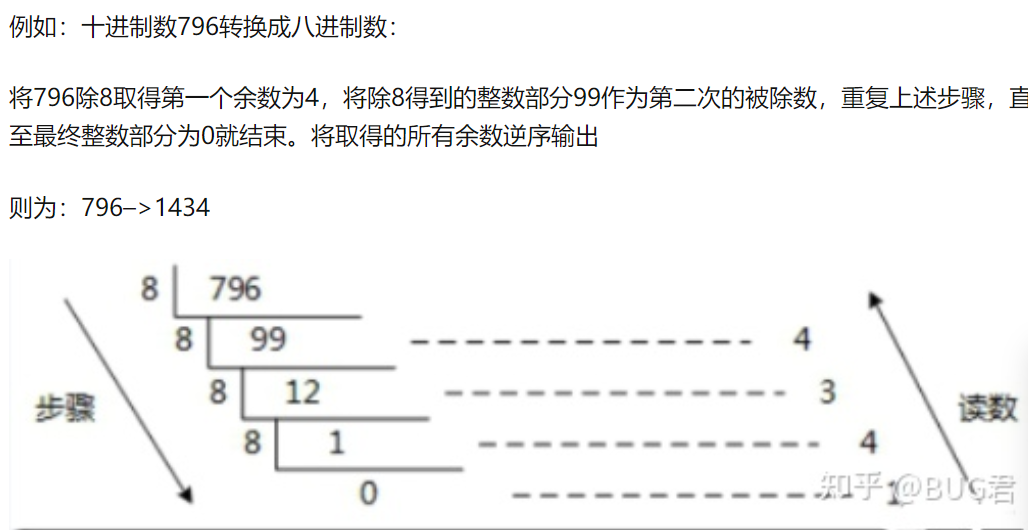 例如：十进制数796转换成八进制数：
将796除8取得第一个余数为4，将除8得到的整数部分99作为第二次的被除数，重复上述步骤，直
至最终整数部分为0就结束。将取得的所有余数逆序输出
则为：796–>1434
8 796
8 99 4
8 12 3
步骤 读数
8 1 4
0 1
知乎 @BUG君